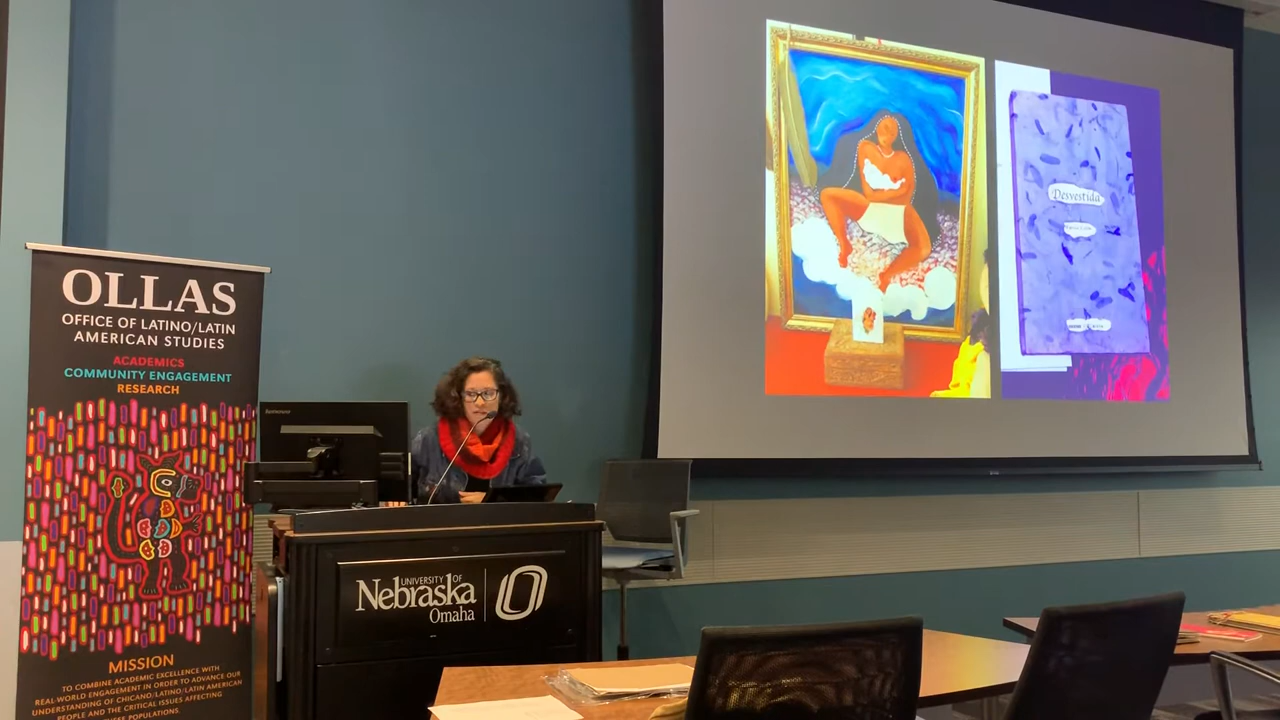 OLLAS
OFFICE OF LATINO/LATIN
AMERICAN STUDIES
ACADEMICS
COMMUNITY ENGAGEMENT
RESEARCH
MISSION
TO COMBINE ACADEMIC EXCELLENCE WITH
REAL-WORLD ENGAGEMENT IN ORDER TO ADVANCE OUR
UNDERSTANDING OF CHICANO/LATINO/LATIN AMERICAN
PEOPLE AND THE CRITICAL ISSUES AFFECTING
POPULATIONS.
UNIVERSITY OF
Nebraska
Omaha
Desvestida